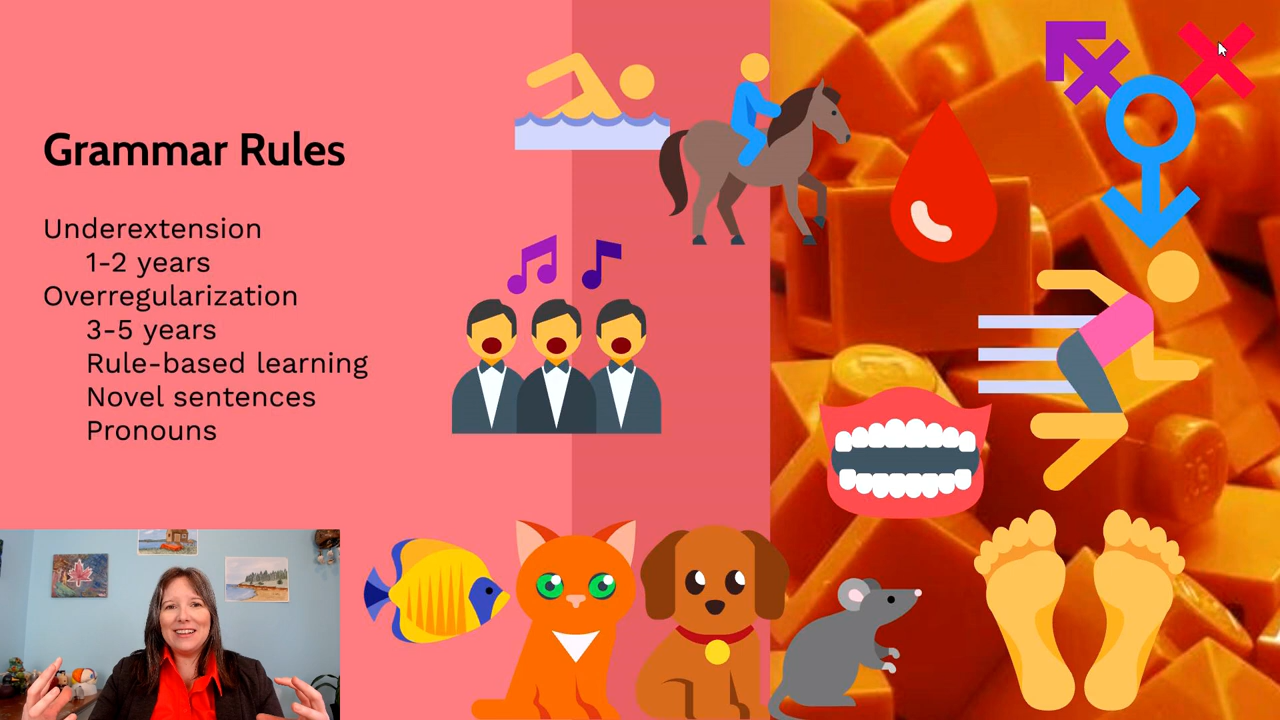 Grammar Rules
Underextension
1-2 years
Overregularization
3-5 years
Rule-based learning
Novel sentences
Pronouns